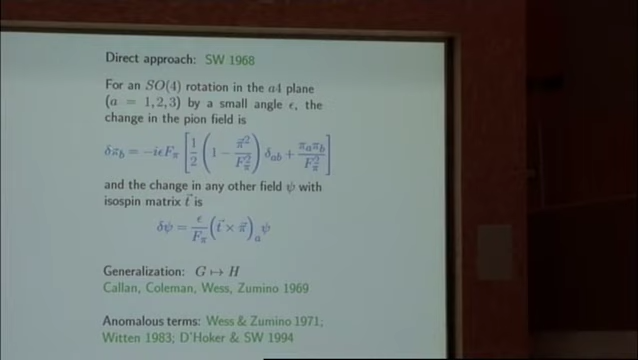 Direct approach: SW 1968
For an SO(4) rotation in the a4 plane
(a = 1, 2, 3) by a small angle ϵ, the
change in the pion field is
δπ_b = −iϵF_π [ 1/2 ( 1 − π⃗²/F_π² ) δ_ab + π_aπ_b/F_π² ]
and the change in any other field ψ with
isospin matrix t⃗ is
δψ = ϵ/F_π ( t⃗ × π⃗ )_a ψ
Generalization: G ↦ H
Callan, Coleman, Wess, Zumino 1969
Anomalous terms: Wess & Zumino 1971;
Witten 1983; D'Hoker & SW 1994